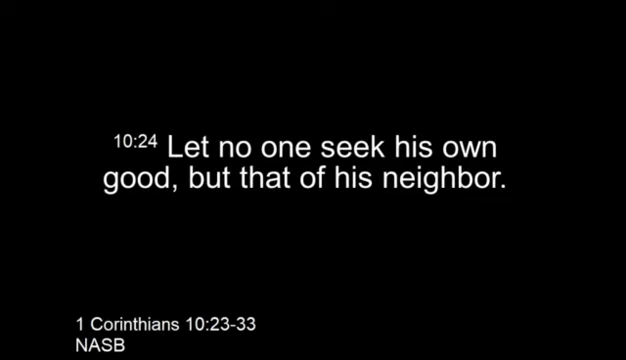 10:24 Let no one seek his own
good, but that of his neighbor.
1 Corinthians 10:23-33
NASB